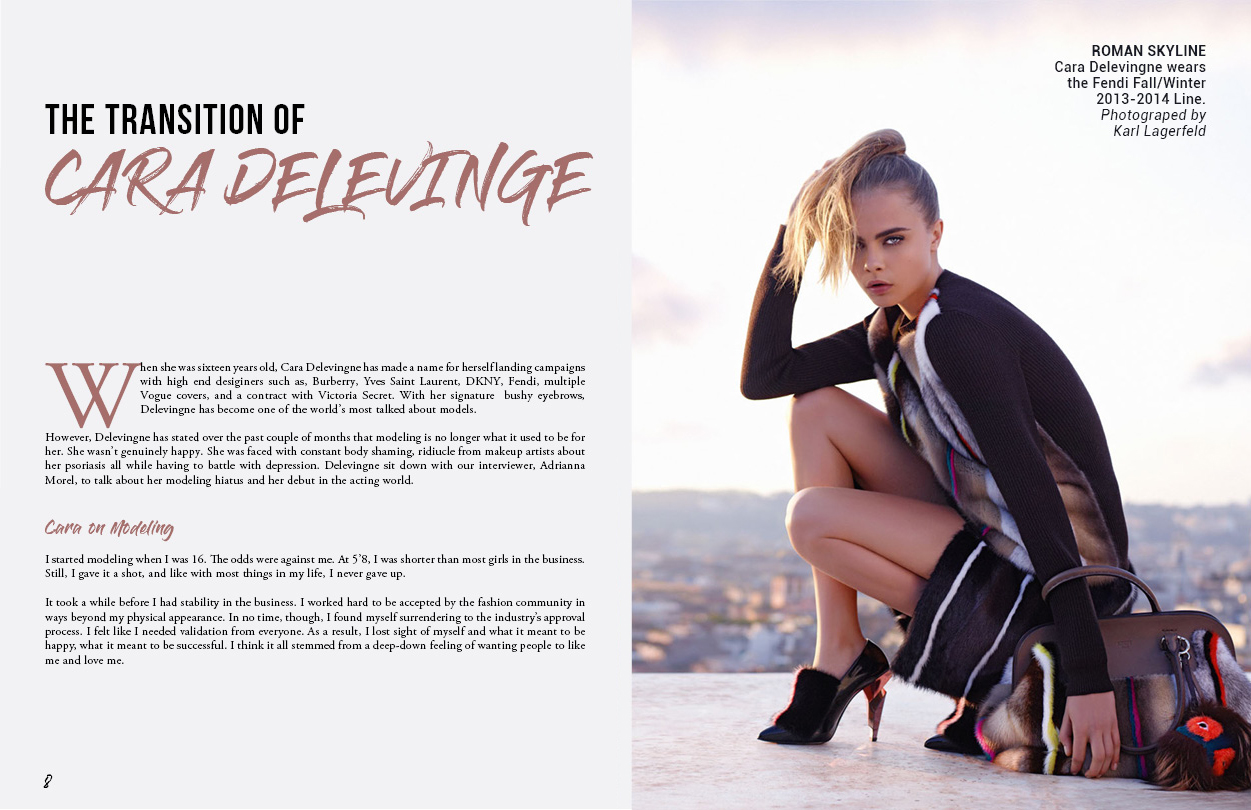 THE TRANSITION OF
CARA DELEVINGE
When she was sixteen years old, Cara Delevingne has made a name for herself landing campaigns
with high end desiginers such as, Burberry, Yves Saint Laurent, DKNY, Fendi, multiple
Vogue covers, and a contract with Victoria Secret. With her signature bushy eyebrows,
Delevingne has become one of the world's most talked about models.
However, Delevingne has stated over the past couple of months that modeling is no longer what it used to be for
her. She wasn't genuinely happy. She was faced with constant body shaming, ridiucle from makeup artists about
her psoriasis all while having to battle with depression. Delevingne sit down with our interviewer, Adrianna
Morel, to talk about her modeling hiatus and her debut in the acting world.
Cara on Modeling
I started modeling when I was 16. The odds were against me. At 5'8, I was shorter than most girls in the business.
Still, I gave it a shot, and like with most things in my life, I never gave up.
It took a while before I had stability in the business. I worked hard to be accepted by the fashion community in
ways beyond my physical appearance. In no time, though, I found myself surrendering to the industry's approval
process. I felt like I needed validation from everyone. As a result, I lost sight of myself and what it meant to be
happy, what it meant to be successful. I think it all stemmed from a deep-down feeling of wanting people to like
me and love me.
8
ROMAN SKYLINE
Cara Delevingne wears
the Fendi Fall/Winter
2013-2014 Line.
Photograped by
Karl Lagerfeld